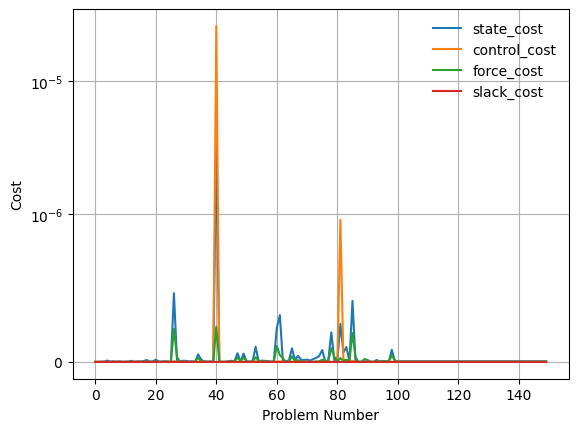 state_cost
control_cost
force_cost
slack_cost
Cost
10⁻⁵
10⁻⁶
0
0 20 40 60 80 100 120 140
Problem Number